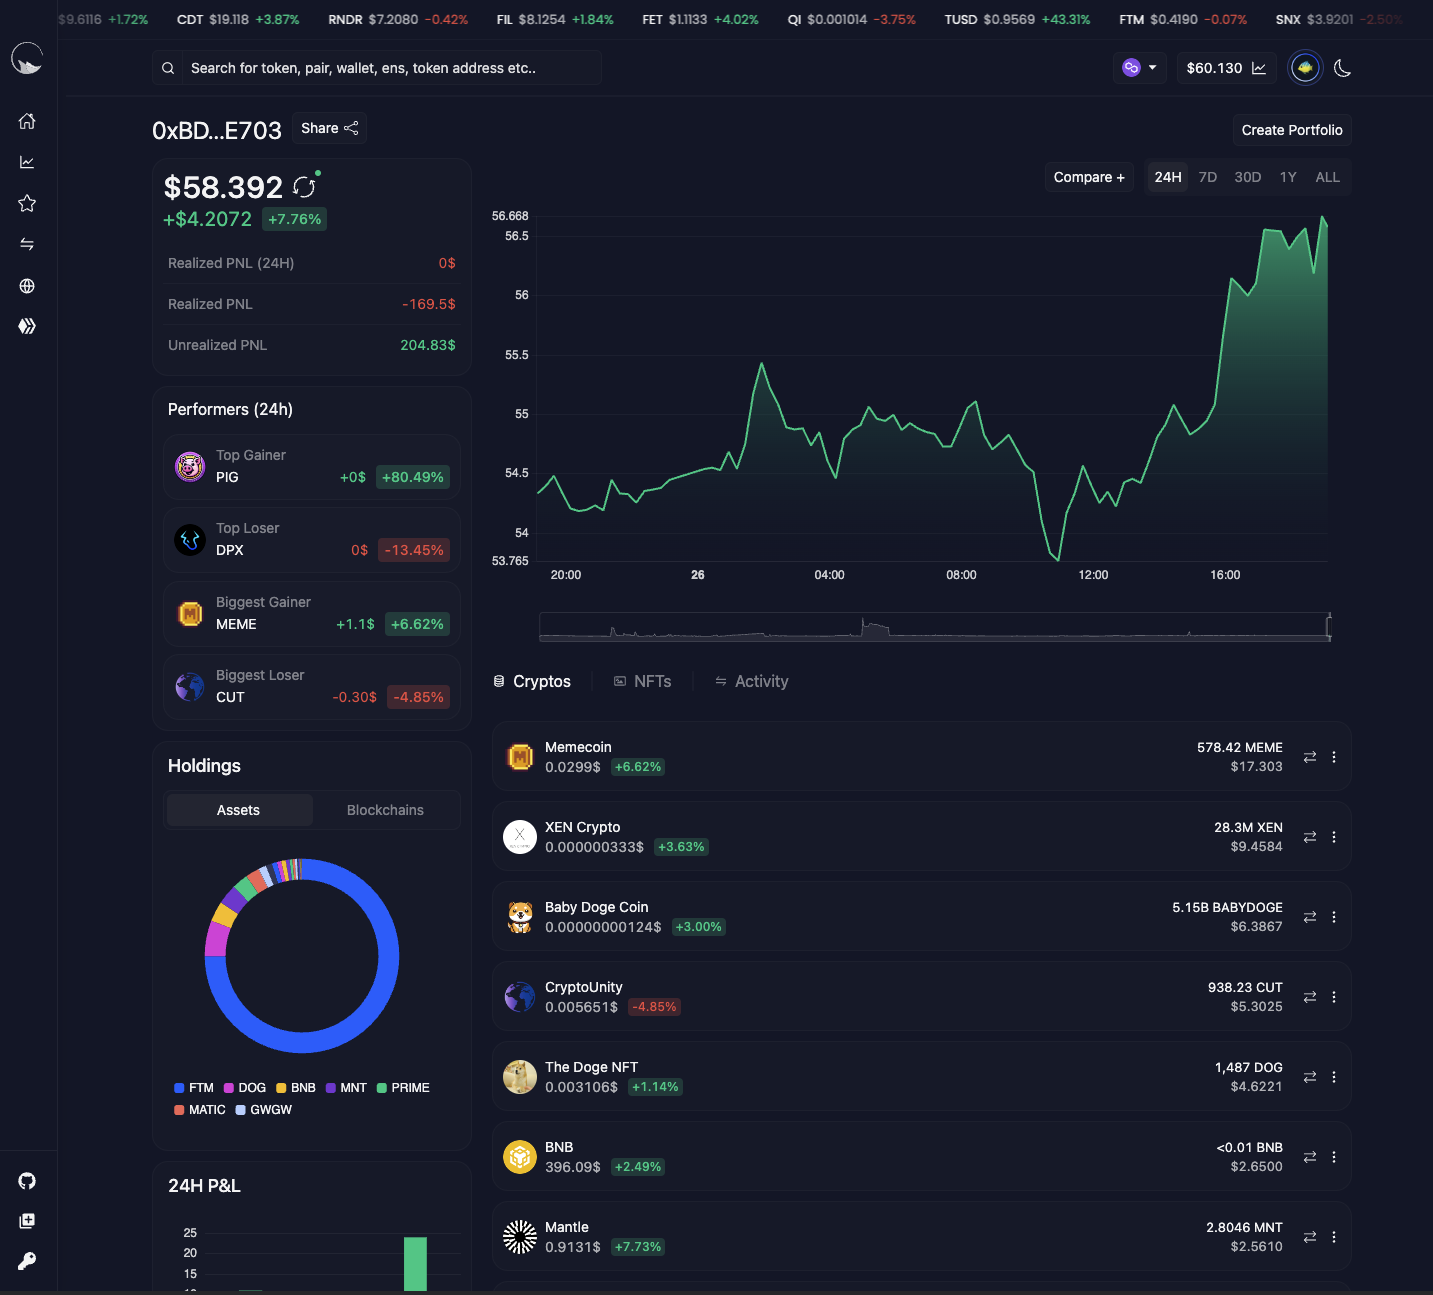 $9.6116 +1.72% CDT $19.118 +3.87% RNDR $7.2080 -0.42% FIL $8.1254 +1.84% FET $1.1133 +4.02% QI $0.001014 -3.75% TUSD $0.9569 +43.31% FTM $0.4190 -0.07% SNX $3.9201 -2.50%
Search for token, pair, wallet, ens, token address etc..
$60.130
0xBD...E703
Share
Create Portfolio
$58.392
+$4.2072 +7.76%
Realized PNL (24H) 0$
Realized PNL -169.5$
Unrealized PNL 204.83$
Performers (24h)
Top Gainer
PIG +0$ +80.49%
Top Loser
DPX 0$ -13.45%
Biggest Gainer
MEME +1.1$ +6.62%
Biggest Loser
CUT -0.30$ -4.85%
Holdings
Assets Blockchains
FTM DOG BNB MNT PRIME
MATIC GWGW
24H P&L
25
20
15
Compare + 24H 7D 30D 1Y ALL
56.668
56.5
56
55.5
55
54.5
54
53.765
20:00 26 04:00 08:00 12:00 16:00
Cryptos NFTs Activity
Memecoin 578.42 MEME
0.0299$ +6.62% $17.303
XEN Crypto 28.3M XEN
0.000000333$ +3.63% $9.4584
Baby Doge Coin 5.15B BABYDOGE
0.00000000124$ +3.00% $6.3867
CryptoUnity 938.23 CUT
0.005651$ -4.85% $5.3025
The Doge NFT 1,487 DOG
0.003106$ +1.14% $4.6221
BNB <0.01 BNB
396.09$ +2.49% $2.6500
Mantle 2.8046 MNT
0.9131$ +7.73% $2.5610